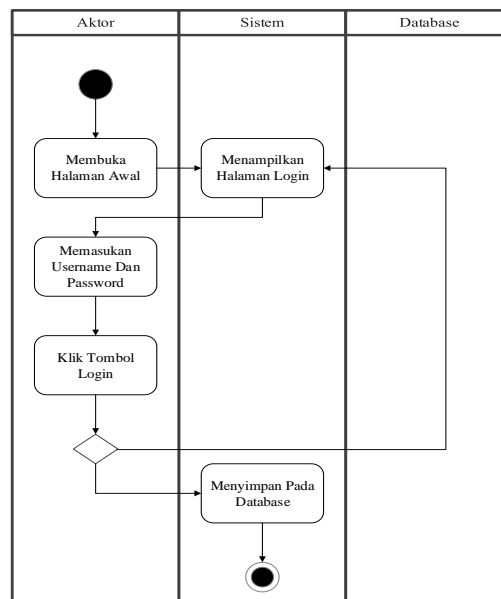 Aktor
Sistem
Database
Membuka
Halaman Awal
Menampilkan
Halaman Login
Memasukan
Username Dan
Password
Klik Tombol
Login
Menyimpan Pada
Database